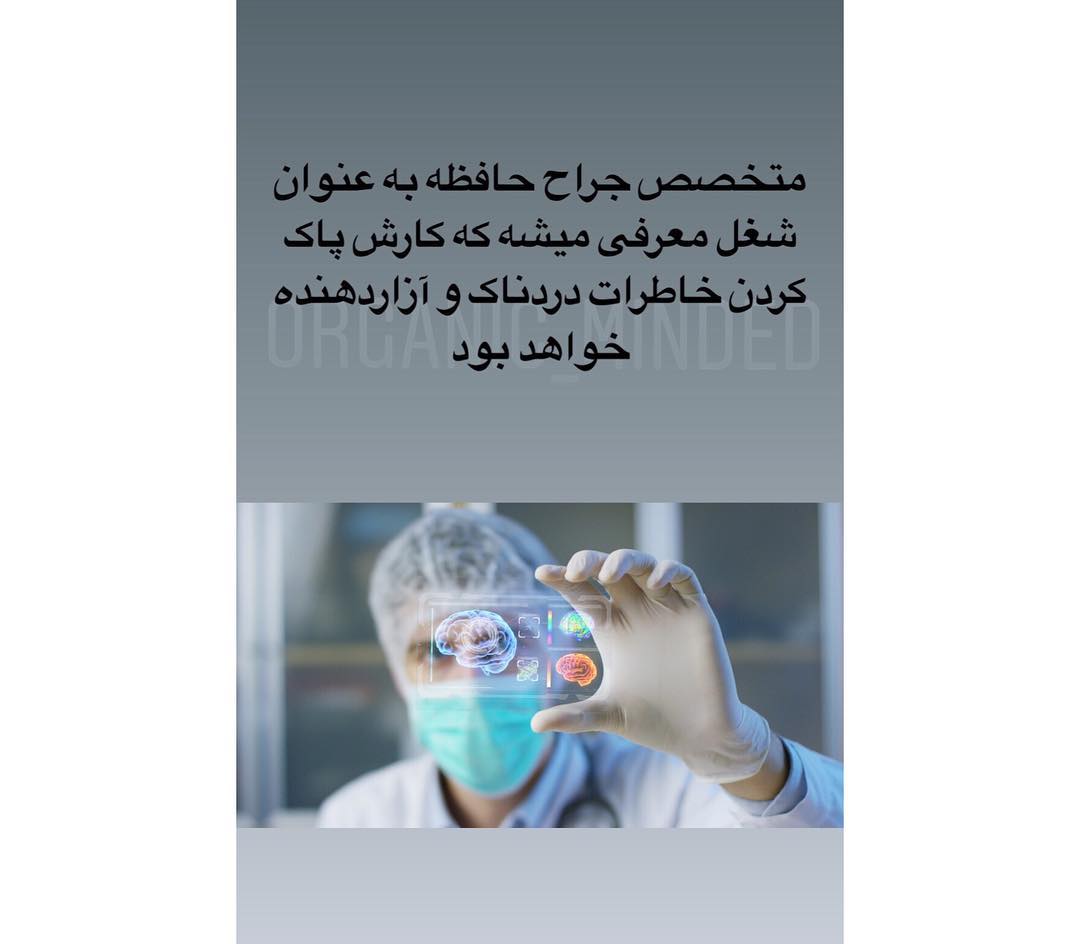 متخصص جراح حافظه به عنوان
شغل معرفی میشه که کارش پاک
کردن خاطرات دردناک و آزاردهنده
خواهد بود
ORGANIC_MINDED